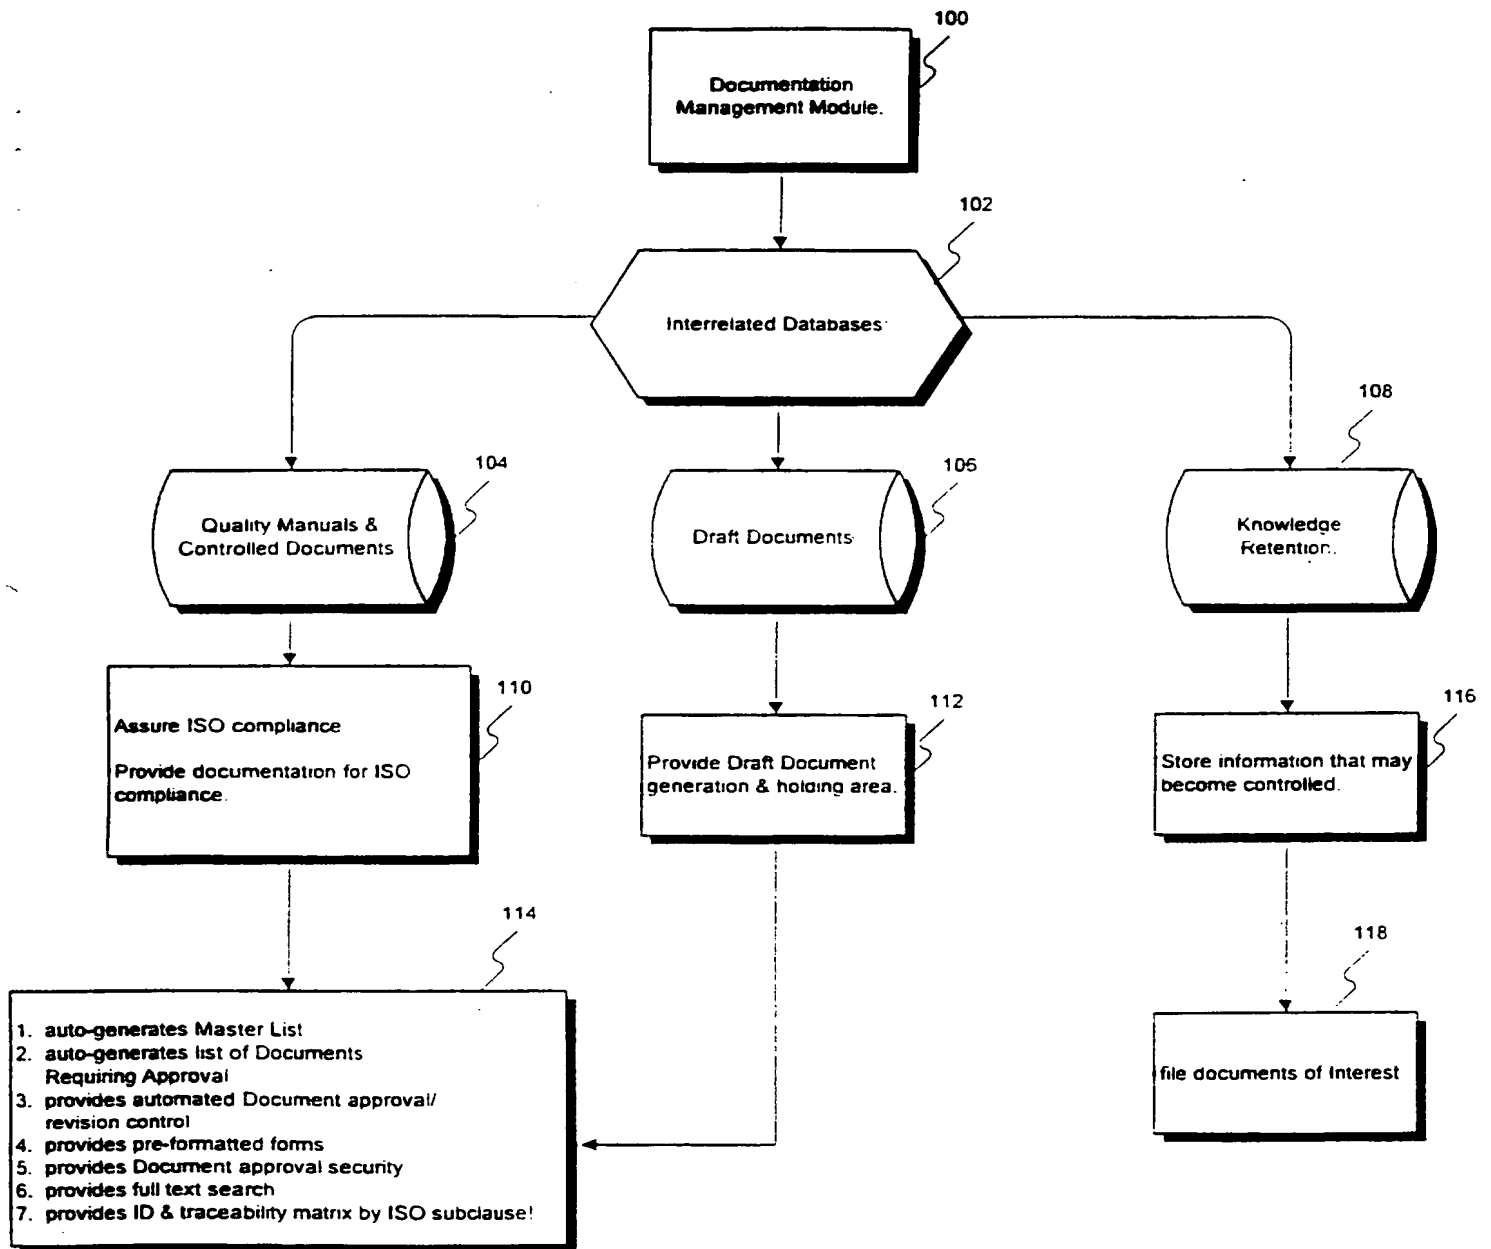 100
Documentation
Management Module.
102
Interrelated Databases
108
104
106
Quality Manuals &
Controlled Documents
Draft Documents
Knowledge
Retention.
110
Assure ISO compliance
Provide documentation for ISO
compliance.
112
Provide Draft Document
generation & holding area.
116
Store information that may
become controlled.
114
118
1. auto-generates Master List
2. auto-generates list of Documents
Requiring Approval
3. provides automated Document approval/
revision control
4. provides pre-formatted forms
5. provides Document approval security
6. provides full text search
7. provides ID & traceability matrix by ISO subclause!
file documents of Interest